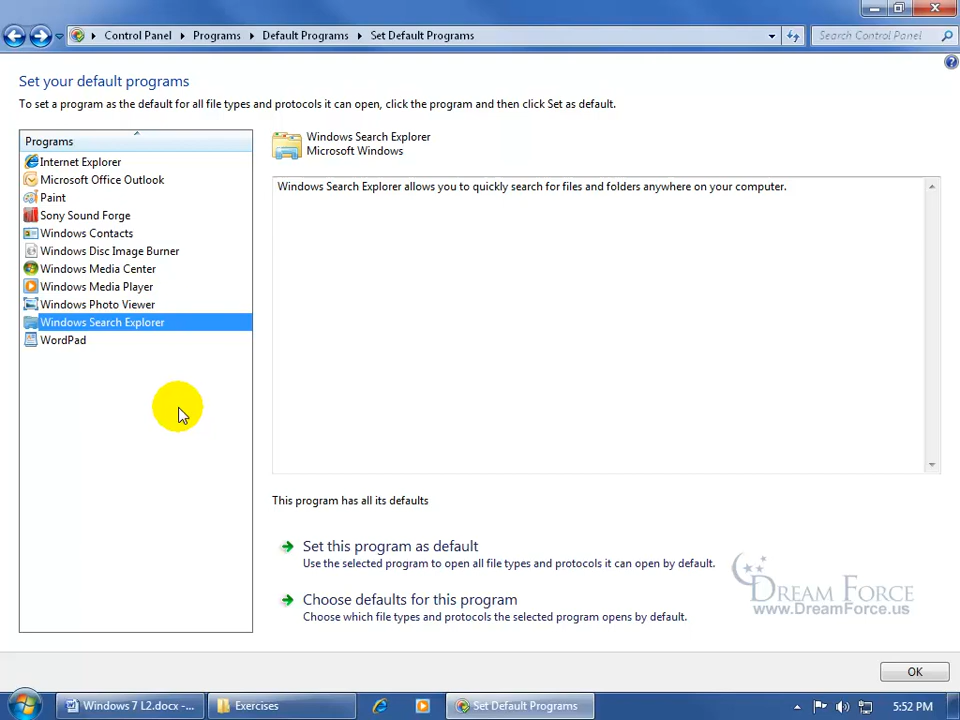 Control Panel Programs Default Programs Set Default Programs
Search Control Panel
Set your default programs
To set a program as the default for all file types and protocols it can open, click the program and then click Set as default.
Programs
Internet Explorer
Microsoft Office Outlook
Paint
Sony Sound Forge
Windows Contacts
Windows Disc Image Burner
Windows Media Center
Windows Media Player
Windows Photo Viewer
Windows Search Explorer
WordPad
Windows Search Explorer
Microsoft Windows
Windows Search Explorer allows you to quickly search for files and folders anywhere on your computer.
This program has all its defaults
Set this program as default
Use the selected program to open all file types and protocols it can open by default.
Choose defaults for this program
Choose which file types and protocols the selected program opens by default.
DREAM FORCE
www.DreamForce.us
OK
Windows 7 L2.docx -...
Exercises
Set Default Programs
5:52 PM